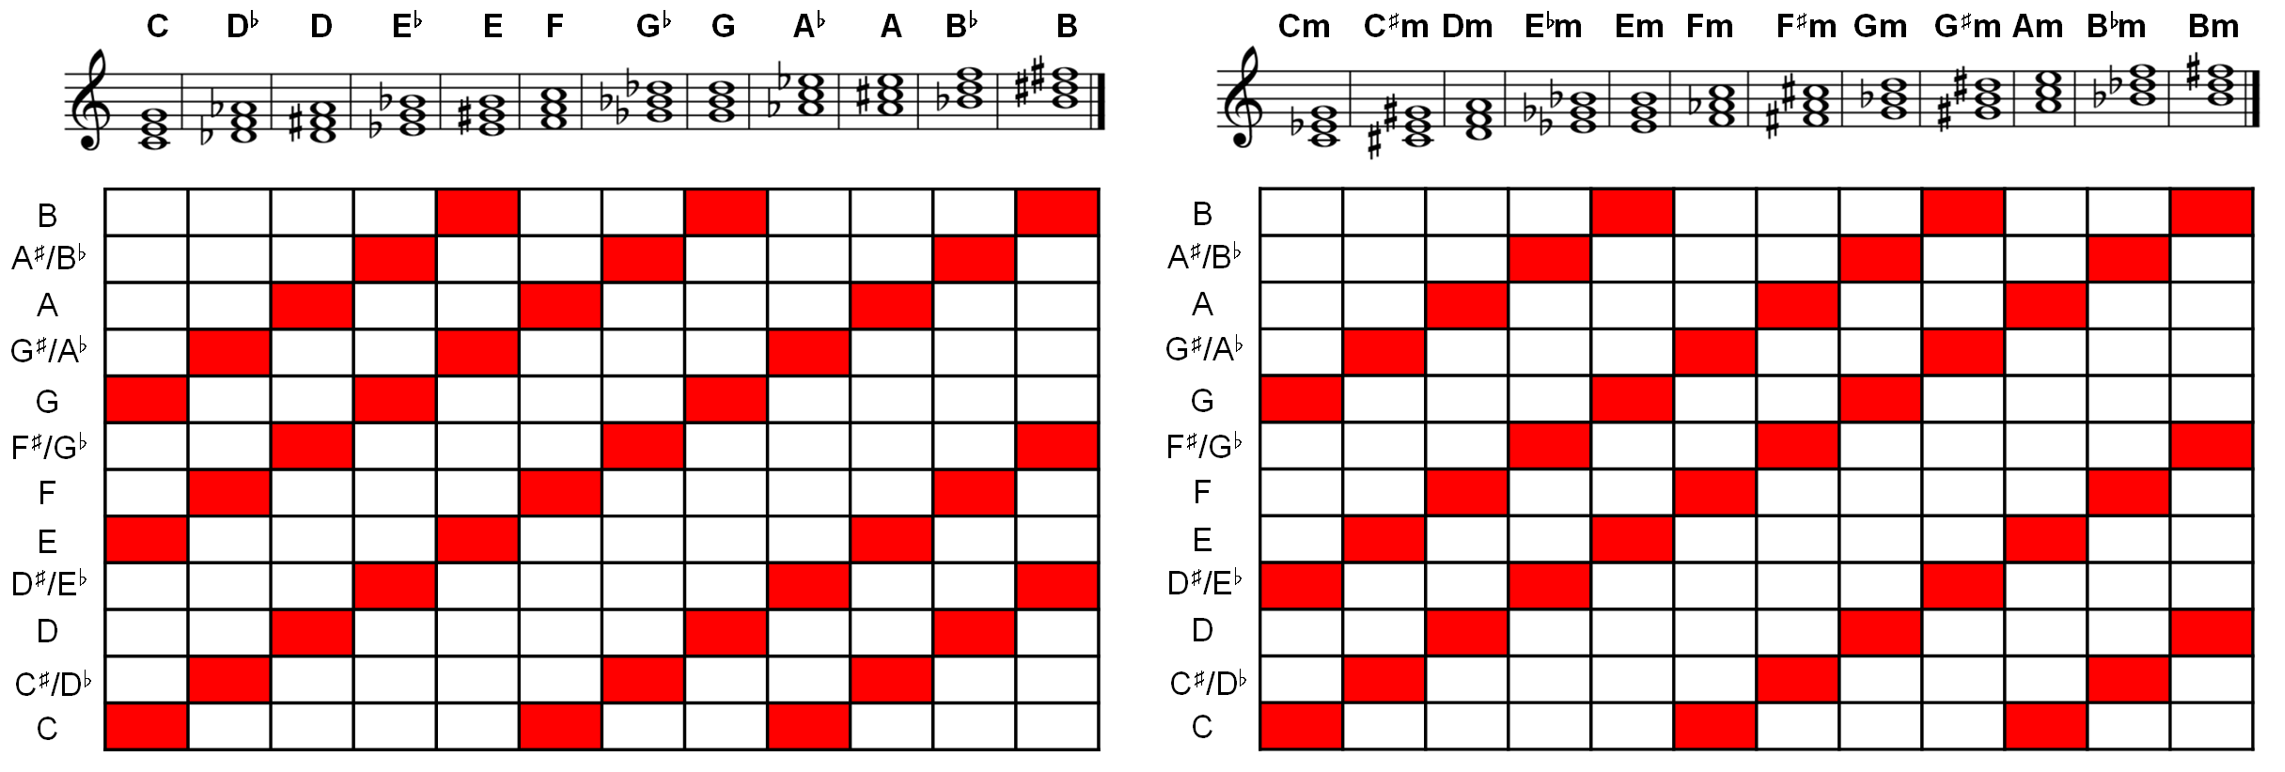 C D♭ D E♭ E F G♭ G A♭ A B♭ B
Cm C♯m Dm E♭m Em Fm F♯m Gm G♯m Am B♭m Bm
B
A♯/B♭
A
G♯/A♭
G
F♯/G♭
F
E
D♯/E♭
D
C♯/D♭
C
B
A♯/B♭
A
G♯/A♭
G
F♯/G♭
F
E
D♯/E♭
D
C♯/D♭
C